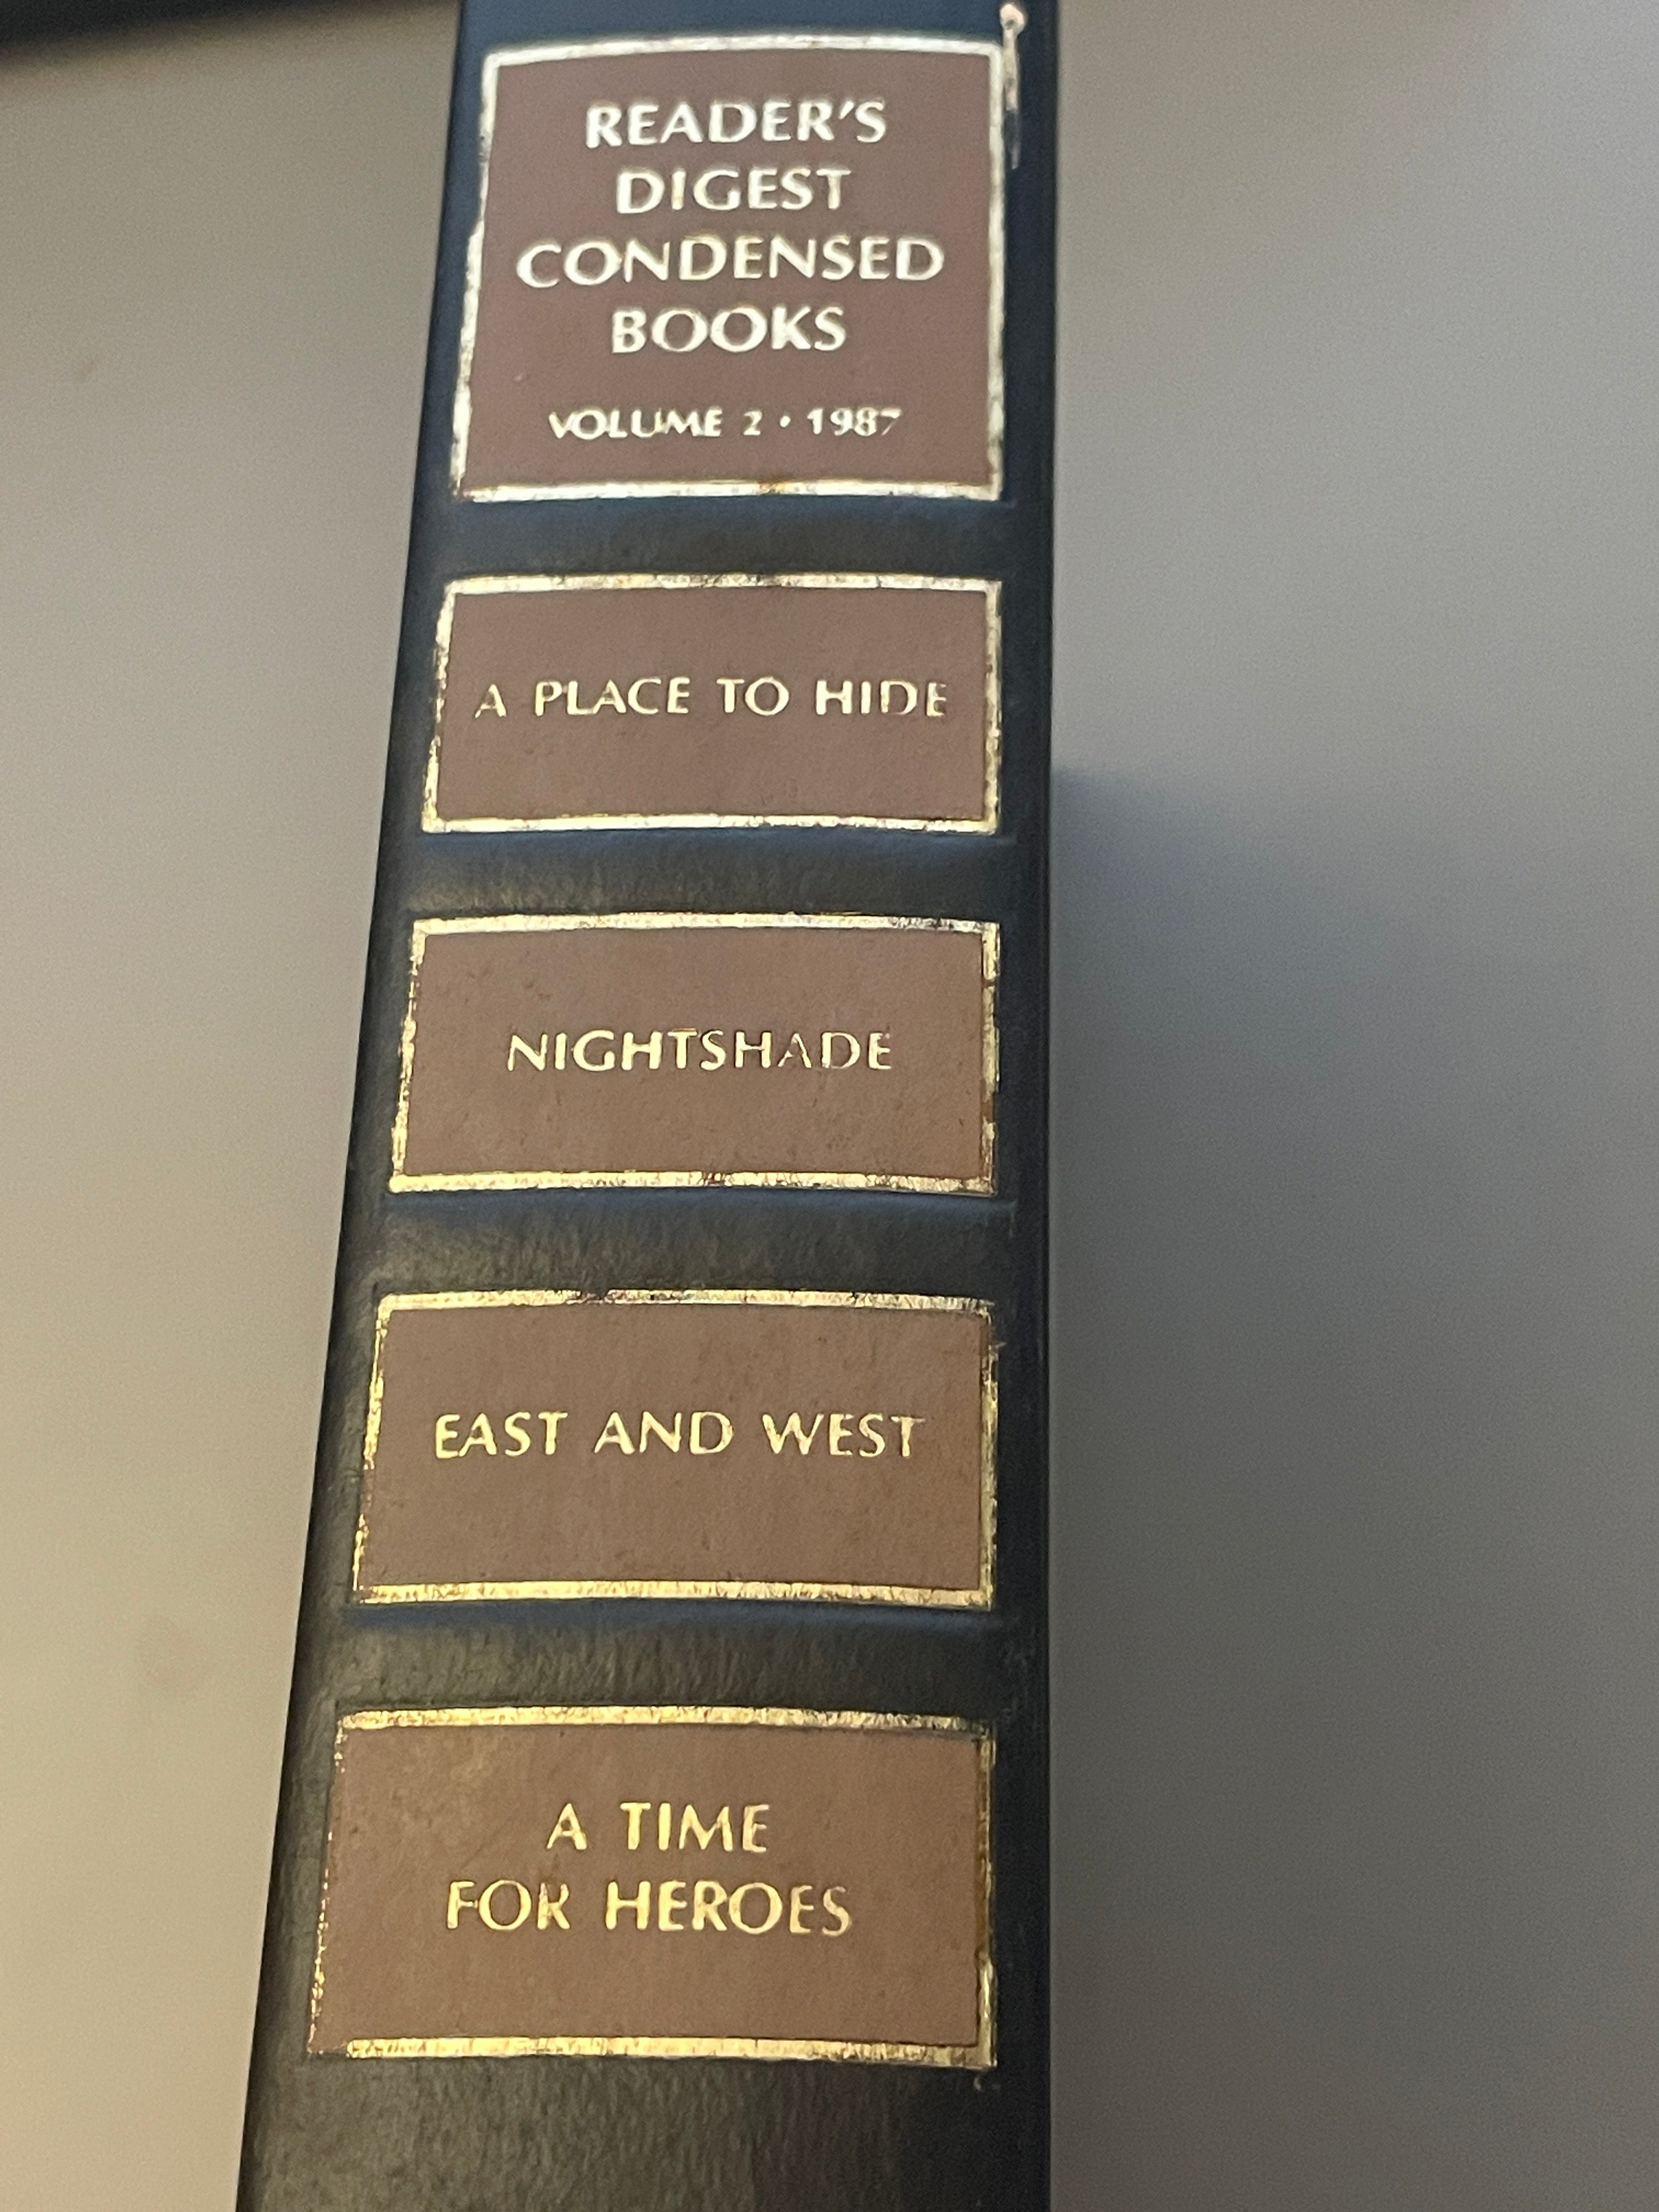 READER'S
DIGEST
CONDENSED
BOOKS
VOLUME 2 • 1987
A PLACE TO HIDE
NIGHTSHADE
EAST AND WEST
A TIME
FOR HEROES